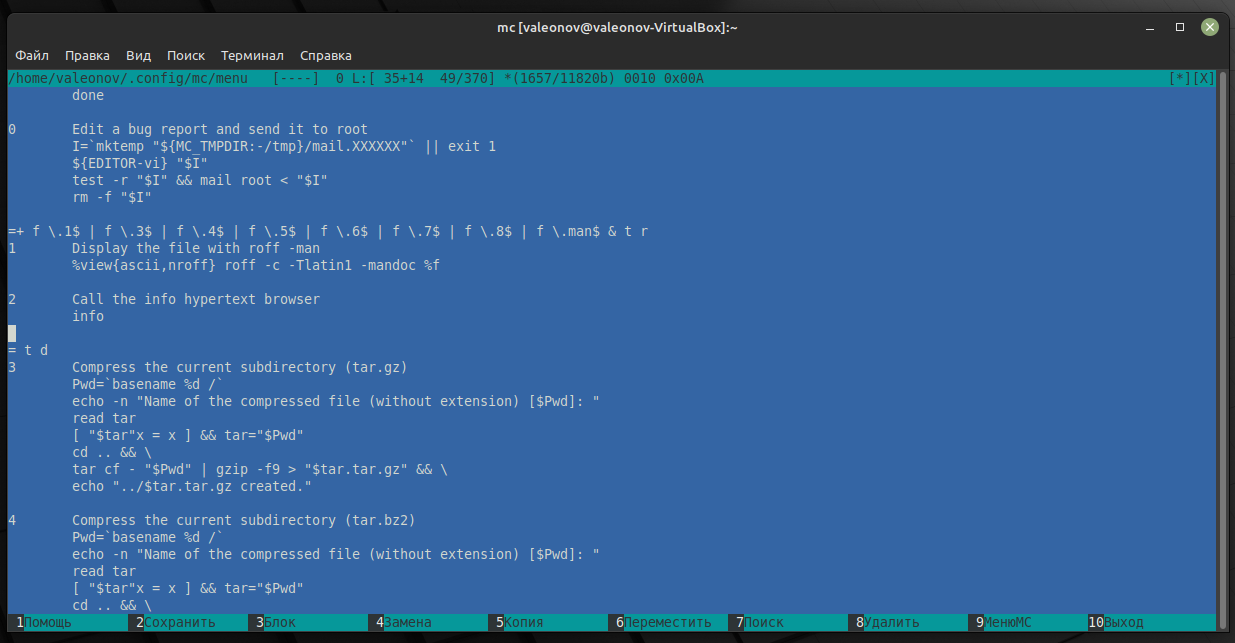 mc [valeonov@valeonov-VirtualBox]:~
Файл Правка Вид Поиск Терминал Справка
/home/valeonov/.config/mc/menu   [----]  0 L:[ 35+14  49/370] *(1657/11820b) 0010 0x00A [*][X]
        done

0       Edit a bug report and send it to root
        I=`mktemp "${MC_TMPDIR:-/tmp}/mail.XXXXXX"` || exit 1
        ${EDITOR-vi} "$I"
        test -r "$I" && mail root < "$I"
        rm -f "$I"

=+ f \.1$ | f \.3$ | f \.4$ | f \.5$ | f \.6$ | f \.7$ | f \.8$ | f \.man$ & t r
1       Display the file with roff -man
        %view{ascii,nroff} roff -c -Tlatin1 -mandoc %f

2       Call the info hypertext browser
        info

= t d
3       Compress the current subdirectory (tar.gz)
        Pwd=`basename %d /`
        echo -n "Name of the compressed file (without extension) [$Pwd]: "
        read tar
        [ "$tar"x = x ] && tar="$Pwd"
        cd .. && \
        tar cf - "$Pwd" | gzip -f9 > "$tar.tar.gz" && \
        echo "../$tar.tar.gz created."

4       Compress the current subdirectory (tar.bz2)
        Pwd=`basename %d /`
        echo -n "Name of the compressed file (without extension) [$Pwd]: "
        read tar
        [ "$tar"x = x ] && tar="$Pwd"
        cd .. && \
1Помощь 2Сохранить 3Блок 4Замена 5Копия 6Переместить 7Поиск 8Удалить 9МенюMC 10Выход